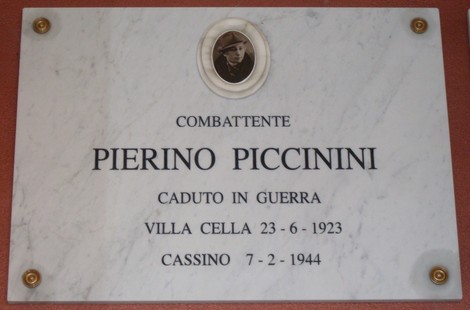 COMBATTENTE
PIERINO PICCININI
CADUTO IN GUERRA
VILLA CELLA 23 - 6 - 1923
CASSINO 7 - 2 - 1944